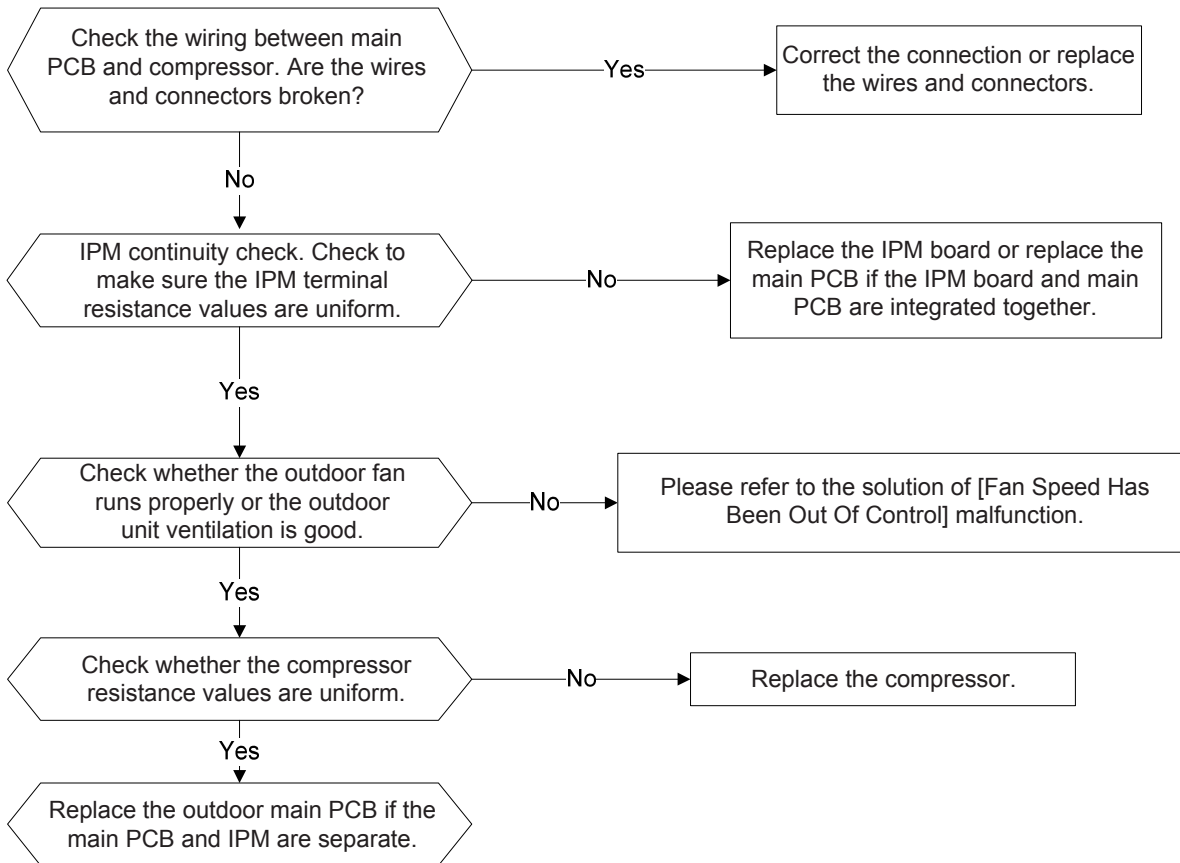 Check the wiring between main
PCB and compressor. Are the wires
and connectors broken?
Yes
Correct the connection or replace
the wires and connectors.
No
IPM continuity check. Check to
make sure the IPM terminal
resistance values are uniform.
No
Replace the IPM board or replace the
main PCB if the IPM board and main
PCB are integrated together.
Yes
Check whether the outdoor fan
runs properly or the outdoor
unit ventilation is good.
No
Please refer to the solution of [Fan Speed Has
Been Out Of Control] malfunction.
Yes
Check whether the compressor
resistance values are uniform.
No
Replace the compressor.
Yes
Replace the outdoor main PCB if the
main PCB and IPM are separate.